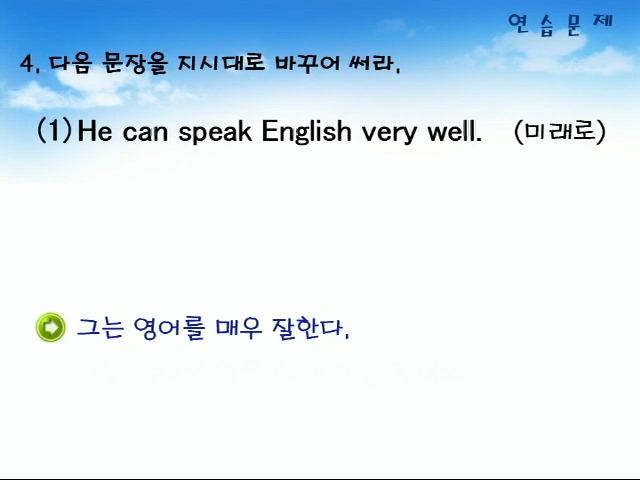 연습문제
4. 다음 문장을 지시대로 바꾸어 써라.
(1) He can speak English very well. (미래로)
그는 영어를 매우 잘한다.